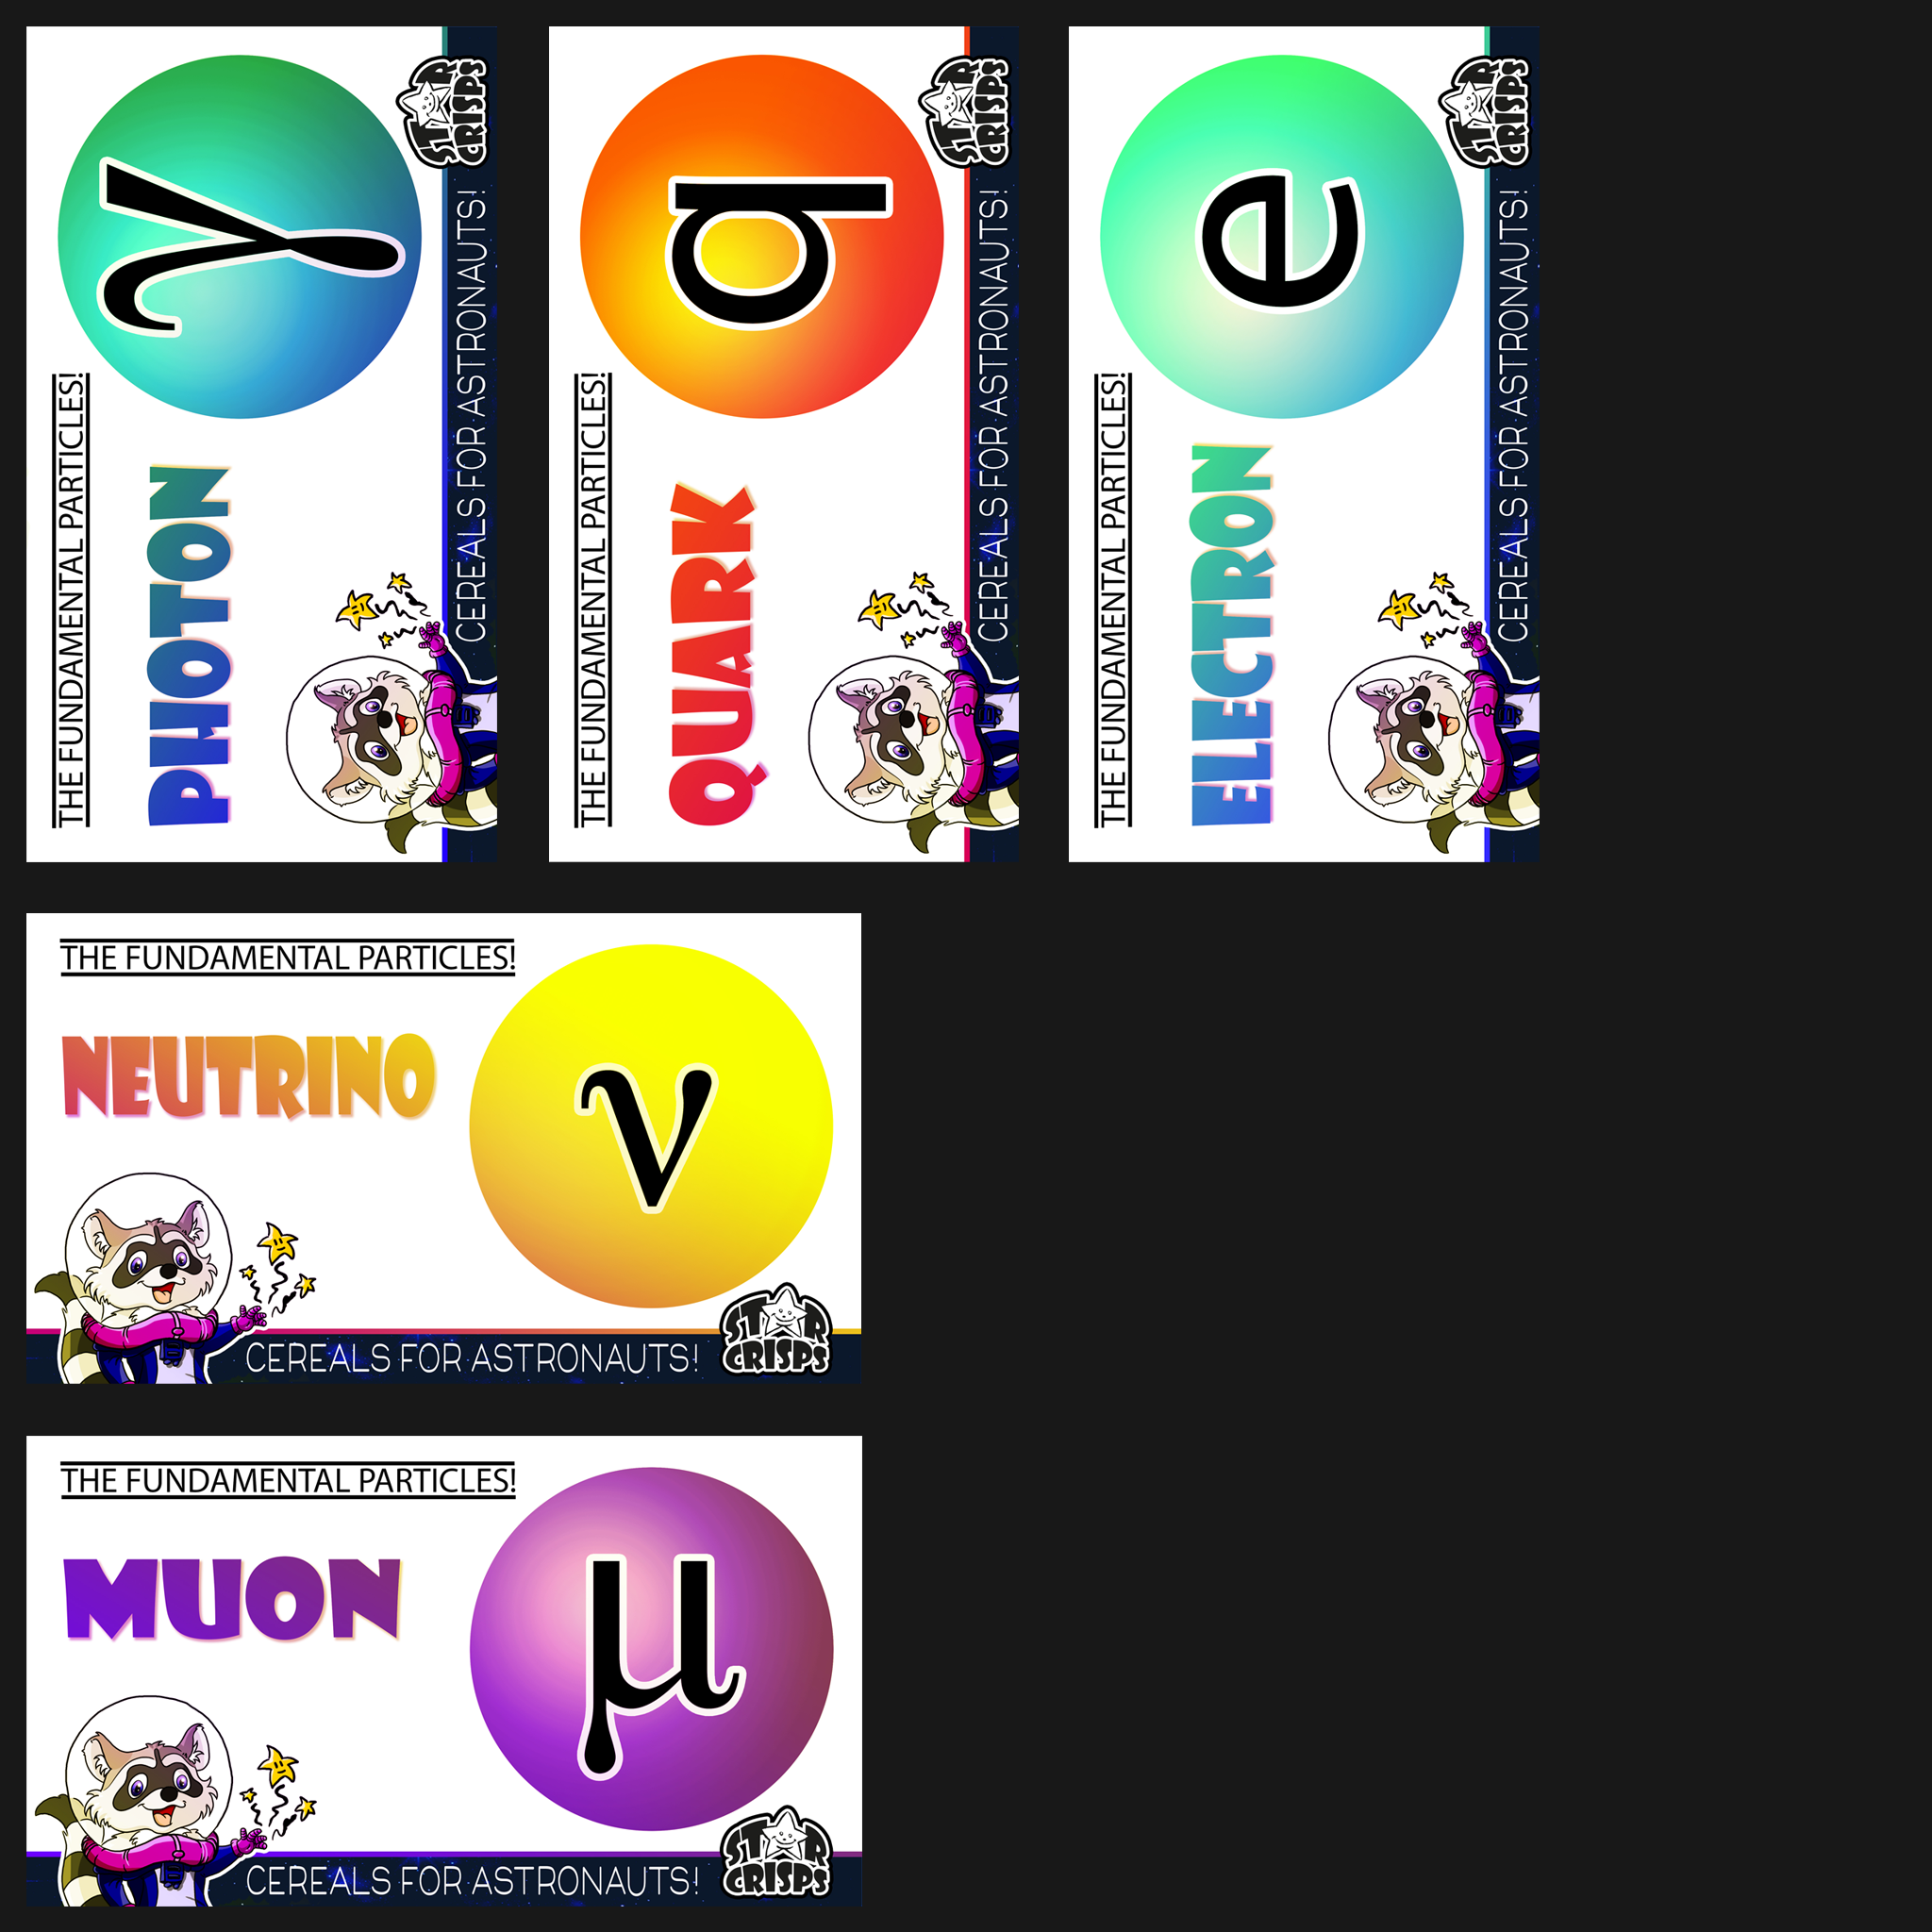 THE FUNDAMENTAL PARTICLES!
PHOTON
γ
CEREALS FOR ASTRONAUTS!
STAR
CRISPS
THE FUNDAMENTAL PARTICLES!
QUARK
q
CEREALS FOR ASTRONAUTS!
STAR
CRISPS
THE FUNDAMENTAL PARTICLES!
ELECTRON
e
CEREALS FOR ASTRONAUTS!
STAR
CRISPS
THE FUNDAMENTAL PARTICLES!
NEUTRINO
ν
CEREALS FOR ASTRONAUTS!
STAR
CRISPS
THE FUNDAMENTAL PARTICLES!
MUON
μ
CEREALS FOR ASTRONAUTS!
STAR
CRISPS